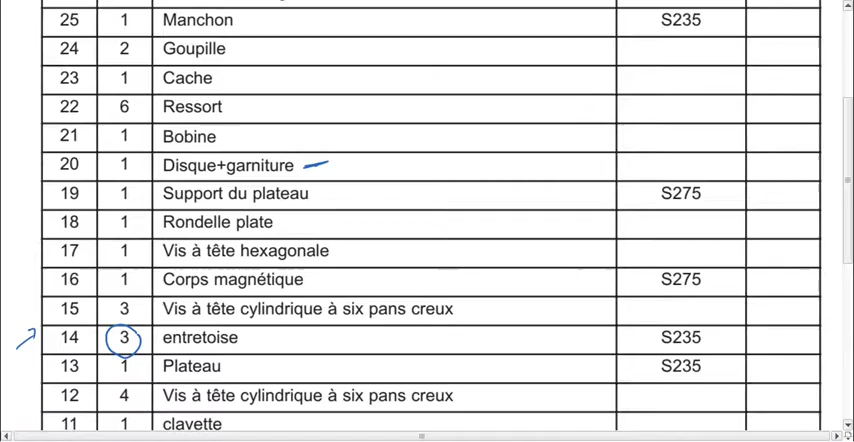 25 1 Manchon S235
24 2 Goupille
23 1 Cache
22 6 Ressort
21 1 Bobine
20 1 Disque+garniture
19 1 Support du plateau S275
18 1 Rondelle plate
17 1 Vis à tête hexagonale
16 1 Corps magnétique S275
15 3 Vis à tête cylindrique à six pans creux
14 3 entretoise S235
13 1 Plateau S235
12 4 Vis à tête cylindrique à six pans creux
11 1 clavette